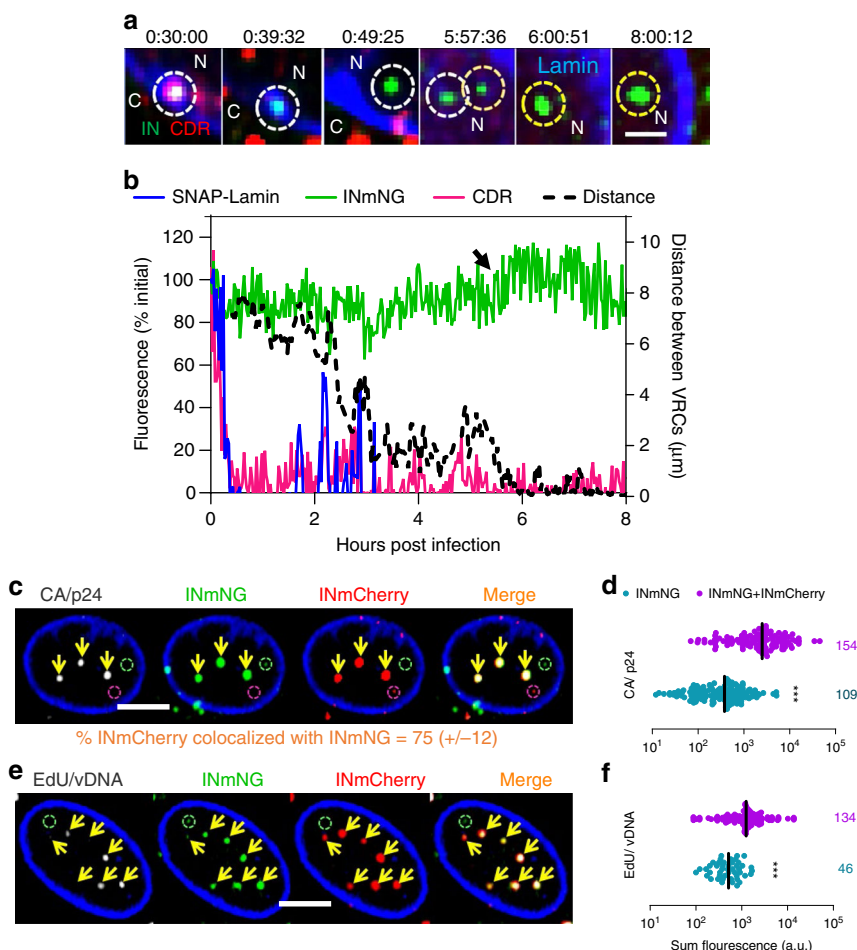 a
0:30:00 0:39:32 0:49:25 5:57:36 6:00:51 8:00:12
N N N Lamin
C C N N
IN CDR C N
b
SNAP-Lamin INmNG CDR Distance
Fluorescence (% initial)
120
100
80
60
40
20
0
10
8
6
4
2
0
Distance between VRCs (μm)
0 2 4 6 8
Hours post infection
c
CA/p24 INmNG INmCherry Merge
% INmCherry colocalized with INmNG = 75 (+/–12)
d
INmNG INmNG+INmCherry
CA/ p24
154
109
***
10¹ 10² 10³ 10⁴ 10⁵
e
EdU/vDNA INmNG INmCherry Merge
f
EdU/ vDNA
134
46
***
10¹ 10² 10³ 10⁴ 10⁵
Sum flourescence (a.u.)